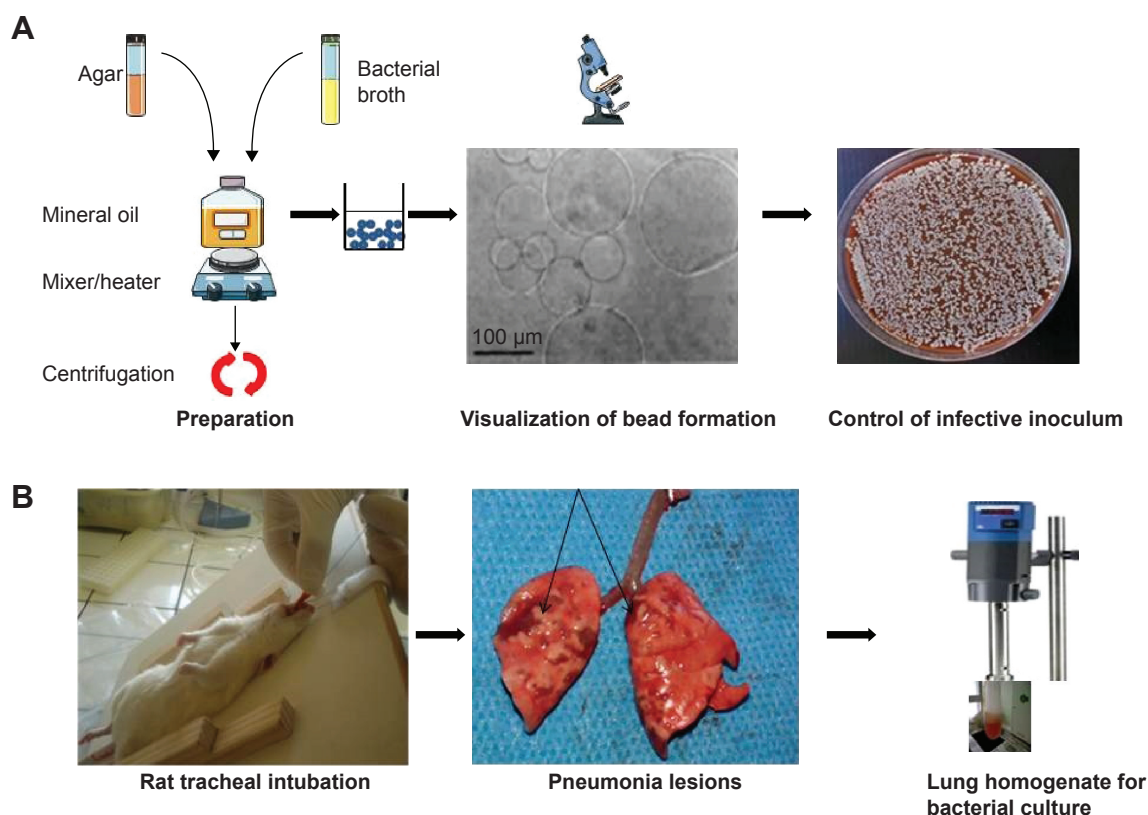 A
Agar
Bacterial
broth
Mineral oil
Mixer/heater
Centrifugation
100 µm
Preparation
Visualization of bead formation
Control of infective inoculum
B
Rat tracheal intubation
Pneumonia lesions
Lung homogenate for
bacterial culture